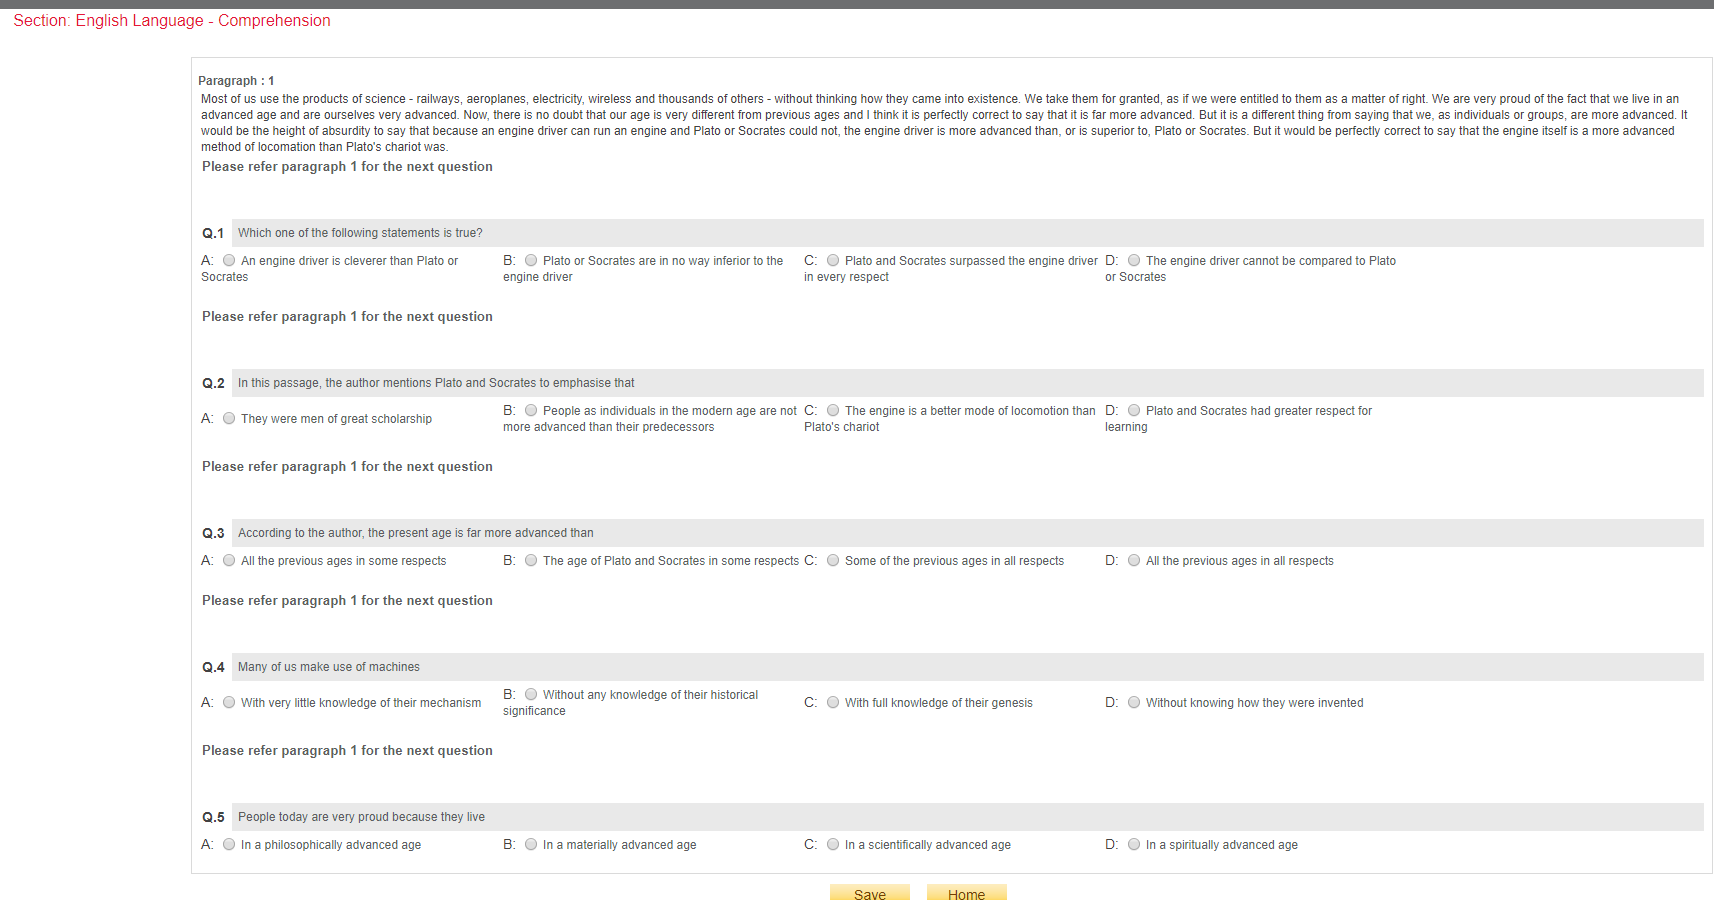 Section: English Language - Comprehension
Paragraph : 1
Most of us use the products of science - railways, aeroplanes, electricity, wireless and thousands of others - without thinking how they came into existence. We take them for granted, as if we were entitled to them as a matter of right. We are very proud of the fact that we live in an
advanced age and are ourselves very advanced. Now, there is no doubt that our age is very different from previous ages and I think it is perfectly correct to say that it is far more advanced. But it is a different thing from saying that we, as individuals or groups, are more advanced. It
would be the height of absurdity to say that because an engine driver can run an engine and Plato or Socrates could not, the engine driver is more advanced than, or is superior to, Plato or Socrates. But it would be perfectly correct to say that the engine itself is a more advanced
method of locomation than Plato's chariot was.
Please refer paragraph 1 for the next question
Q.1 Which one of the following statements is true?
A: An engine driver is cleverer than Plato or
Socrates
B: Plato or Socrates are in no way inferior to the
engine driver
C: Plato and Socrates surpassed the engine driver
in every respect
D: The engine driver cannot be compared to Plato
or Socrates
Please refer paragraph 1 for the next question
Q.2 In this passage, the author mentions Plato and Socrates to emphasise that
A: They were men of great scholarship
B: People as individuals in the modern age are not
more advanced than their predecessors
C: The engine is a better mode of locomotion than
Plato's chariot
D: Plato and Socrates had greater respect for
learning
Please refer paragraph 1 for the next question
Q.3 According to the author, the present age is far more advanced than
A: All the previous ages in some respects
B: The age of Plato and Socrates in some respects
C: Some of the previous ages in all respects
D: All the previous ages in all respects
Please refer paragraph 1 for the next question
Q.4 Many of us make use of machines
A: With very little knowledge of their mechanism
B: Without any knowledge of their historical
significance
C: With full knowledge of their genesis
D: Without knowing how they were invented
Please refer paragraph 1 for the next question
Q.5 People today are very proud because they live
A: In a philosophically advanced age
B: In a materially advanced age
C: In a scientifically advanced age
D: In a spiritually advanced age
Save
Home